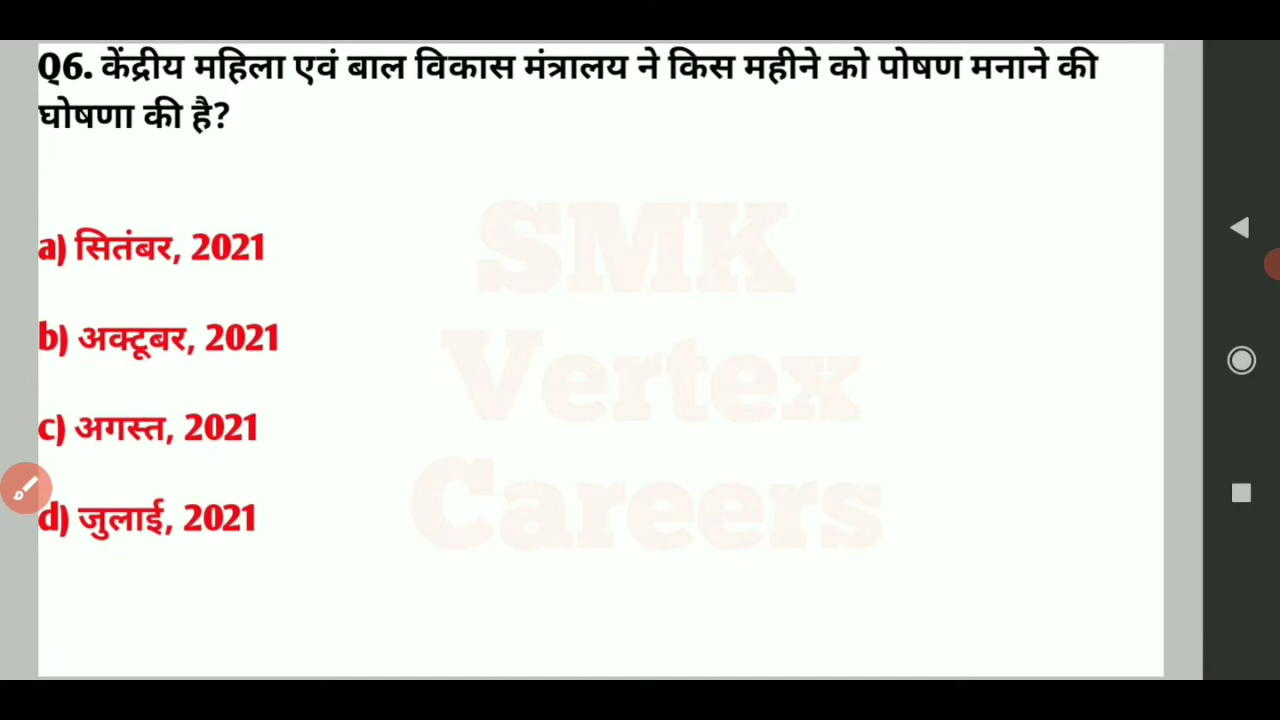 Q6. केंद्रीय महिला एवं बाल विकास मंत्रालय ने किस महीने को पोषण मनाने की
घोषणा की है?
a) सितंबर, 2021
b) अक्टूबर, 2021
c) अगस्त, 2021
d) जुलाई, 2021
SMK
Vertex
Careers